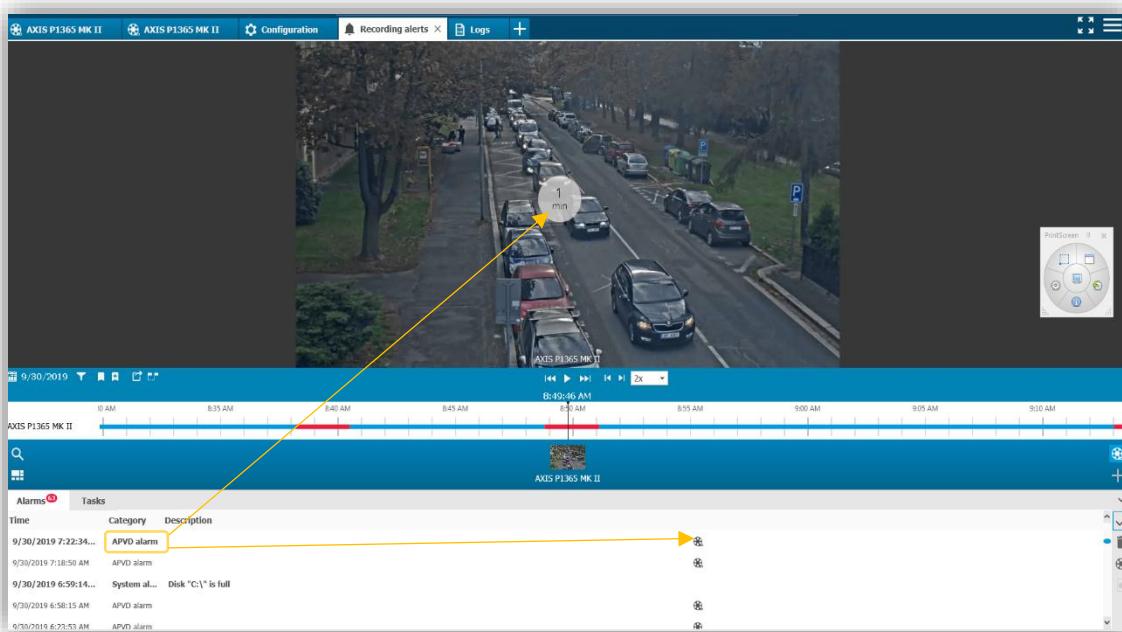 AXIS P1365 MK II AXIS P1365 MK II Configuration Recording alerts × Logs
1
min
P
P
PrintScreen
AXIS P1365 MK II
9/30/2019 2x
8:49:46 AM
0 AM 8:35 AM 8:40 AM 8:45 AM 8:50 AM 8:55 AM 9:00 AM 9:05 AM 9:10 AM
AXIS P1365 MK II
AXIS P1365 MK II
Alarms 63 Tasks
Time Category Description
9/30/2019 7:22:34... APVD alarm
9/30/2019 7:18:50 AM APVD alarm
9/30/2019 6:59:14... System al... Disk "C:\" is full
9/30/2019 6:58:15 AM APVD alarm
9/30/2019 6:23:53 AM APVD alarm